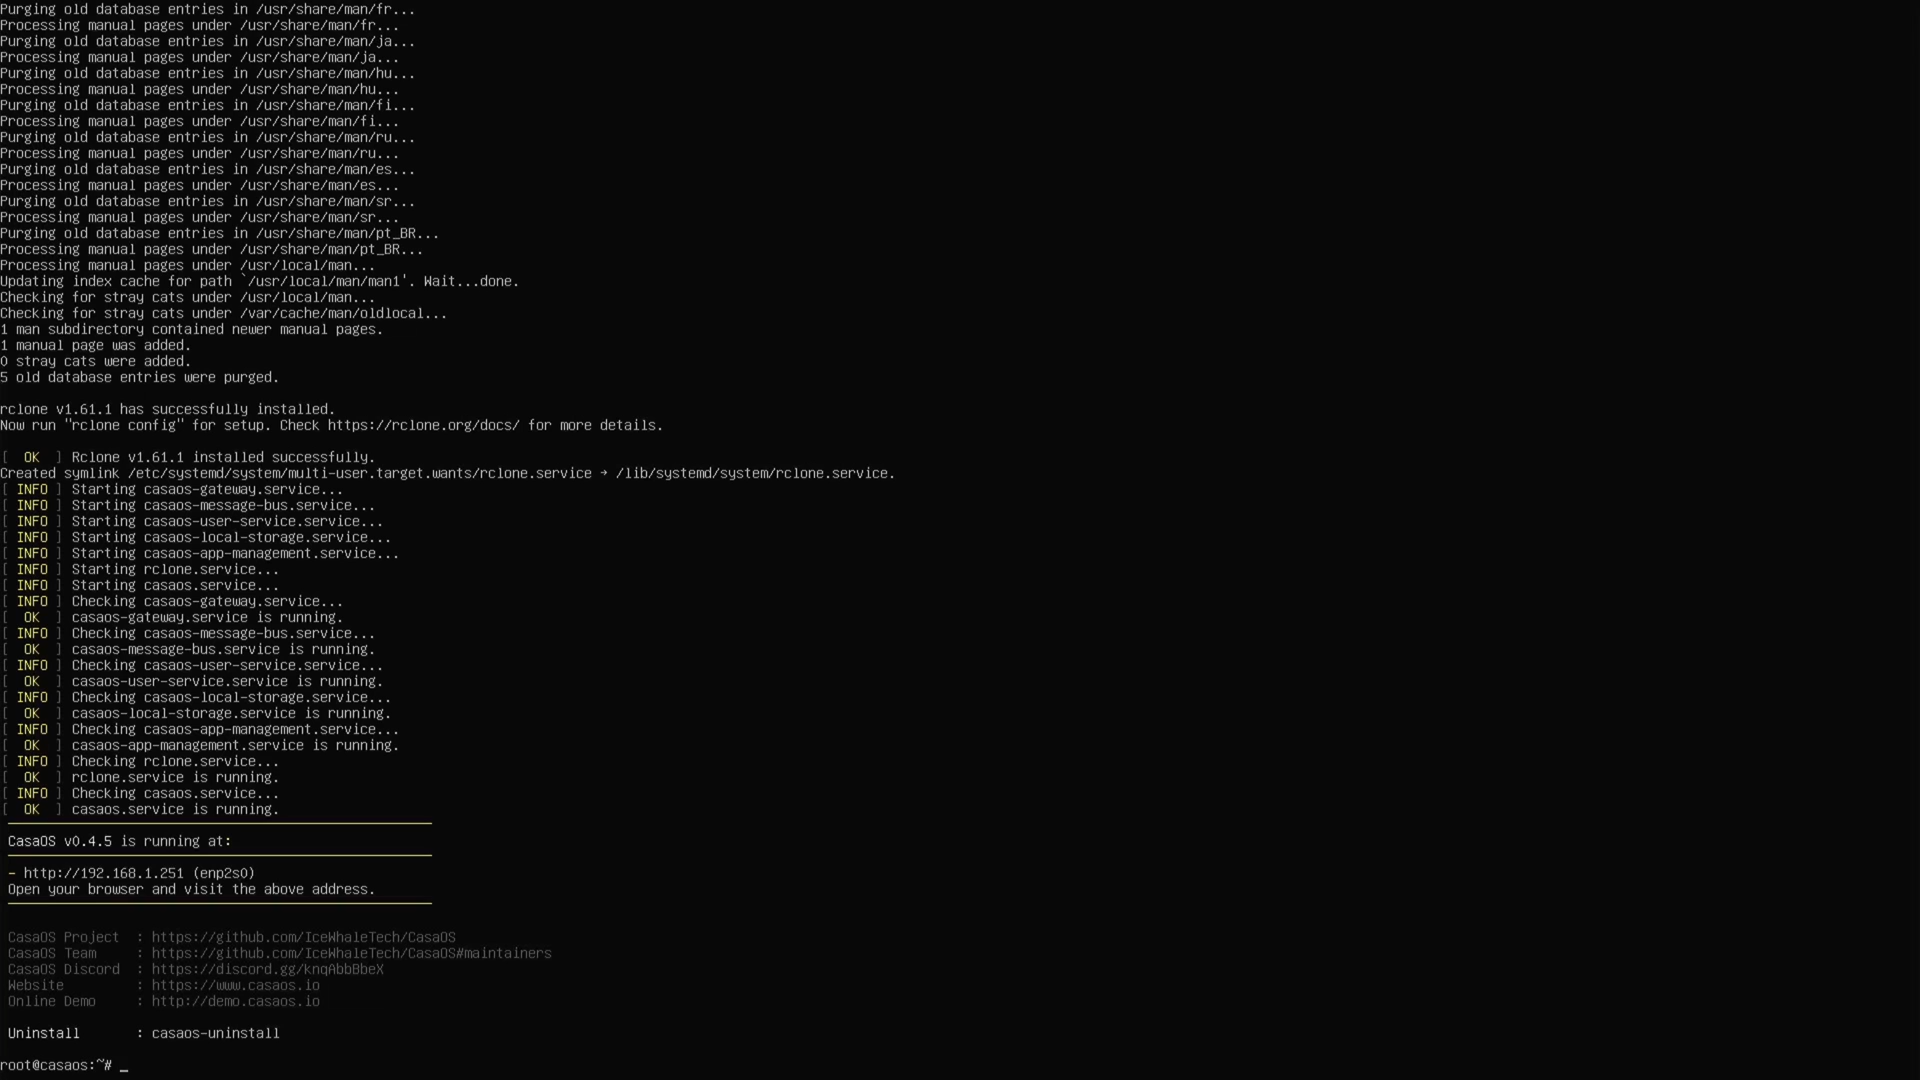 Purging old database entries in /usr/share/man/fr...
Processing manual pages under /usr/share/man/fr...
Purging old database entries in /usr/share/man/ja...
Processing manual pages under /usr/share/man/ja...
Purging old database entries in /usr/share/man/hu...
Processing manual pages under /usr/share/man/hu...
Purging old database entries in /usr/share/man/fi...
Processing manual pages under /usr/share/man/fi...
Purging old database entries in /usr/share/man/ru...
Processing manual pages under /usr/share/man/ru...
Purging old database entries in /usr/share/man/es...
Processing manual pages under /usr/share/man/es...
Purging old database entries in /usr/share/man/sr...
Processing manual pages under /usr/share/man/sr...
Purging old database entries in /usr/share/man/pt_BR...
Processing manual pages under /usr/share/man/pt_BR...
Processing manual pages under /usr/local/man...
Updating index cache for path `/usr/local/man/man1'. Wait...done.
Checking for stray cats under /usr/local/man...
Checking for stray cats under /var/cache/man/oldlocal...
1 man subdirectory contained newer manual pages.
1 manual page was added.
0 stray cats were added.
5 old database entries were purged.
rclone v1.61.1 has successfully installed.
Now run "rclone config" for setup. Check https://rclone.org/docs/ for more details.
[  OK  ] Rclone v1.61.1 installed successfully.
Created symlink /etc/systemd/system/multi-user.target.wants/rclone.service → /lib/systemd/system/rclone.service.
[ INFO ] Starting casaos-gateway.service...
[ INFO ] Starting casaos-message-bus.service...
[ INFO ] Starting casaos-user-service.service...
[ INFO ] Starting casaos-local-storage.service...
[ INFO ] Starting casaos-app-management.service...
[ INFO ] Starting rclone.service...
[ INFO ] Starting casaos.service...
[ INFO ] Checking casaos-gateway.service...
[  OK  ] casaos-gateway.service is running.
[ INFO ] Checking casaos-message-bus.service...
[  OK  ] casaos-message-bus.service is running.
[ INFO ] Checking casaos-user-service.service...
[  OK  ] casaos-user-service.service is running.
[ INFO ] Checking casaos-local-storage.service...
[  OK  ] casaos-local-storage.service is running.
[ INFO ] Checking casaos-app-management.service...
[  OK  ] casaos-app-management.service is running.
[ INFO ] Checking rclone.service...
[  OK  ] rclone.service is running.
[ INFO ] Checking casaos.service...
[  OK  ] casaos.service is running.
CasaOS v0.4.5 is running at:
- http://192.168.1.251 (enp2s0)
Open your browser and visit the above address.
CasaOS Project  : https://github.com/IceWhaleTech/CasaOS
CasaOS Team     : https://github.com/IceWhaleTech/CasaOS#maintainers
CasaOS Discord  : https://discord.gg/knqAbbBbeX
Website         : https://www.casaos.io
Online Demo     : http://demo.casaos.io
Uninstall       : casaos-uninstall
root@casaos:~# _